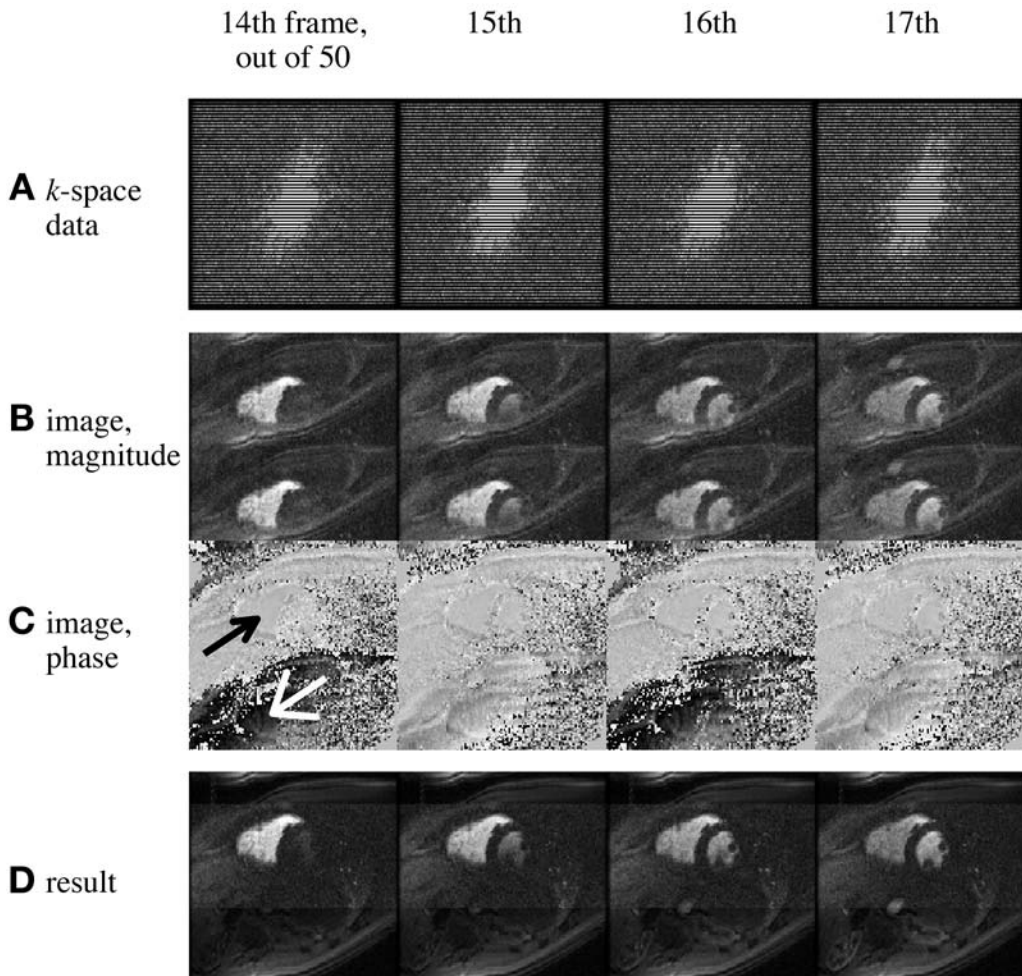 14th frame,
out of 50
15th
16th
17th
A k-space
data
B image,
magnitude
C image,
phase
D result